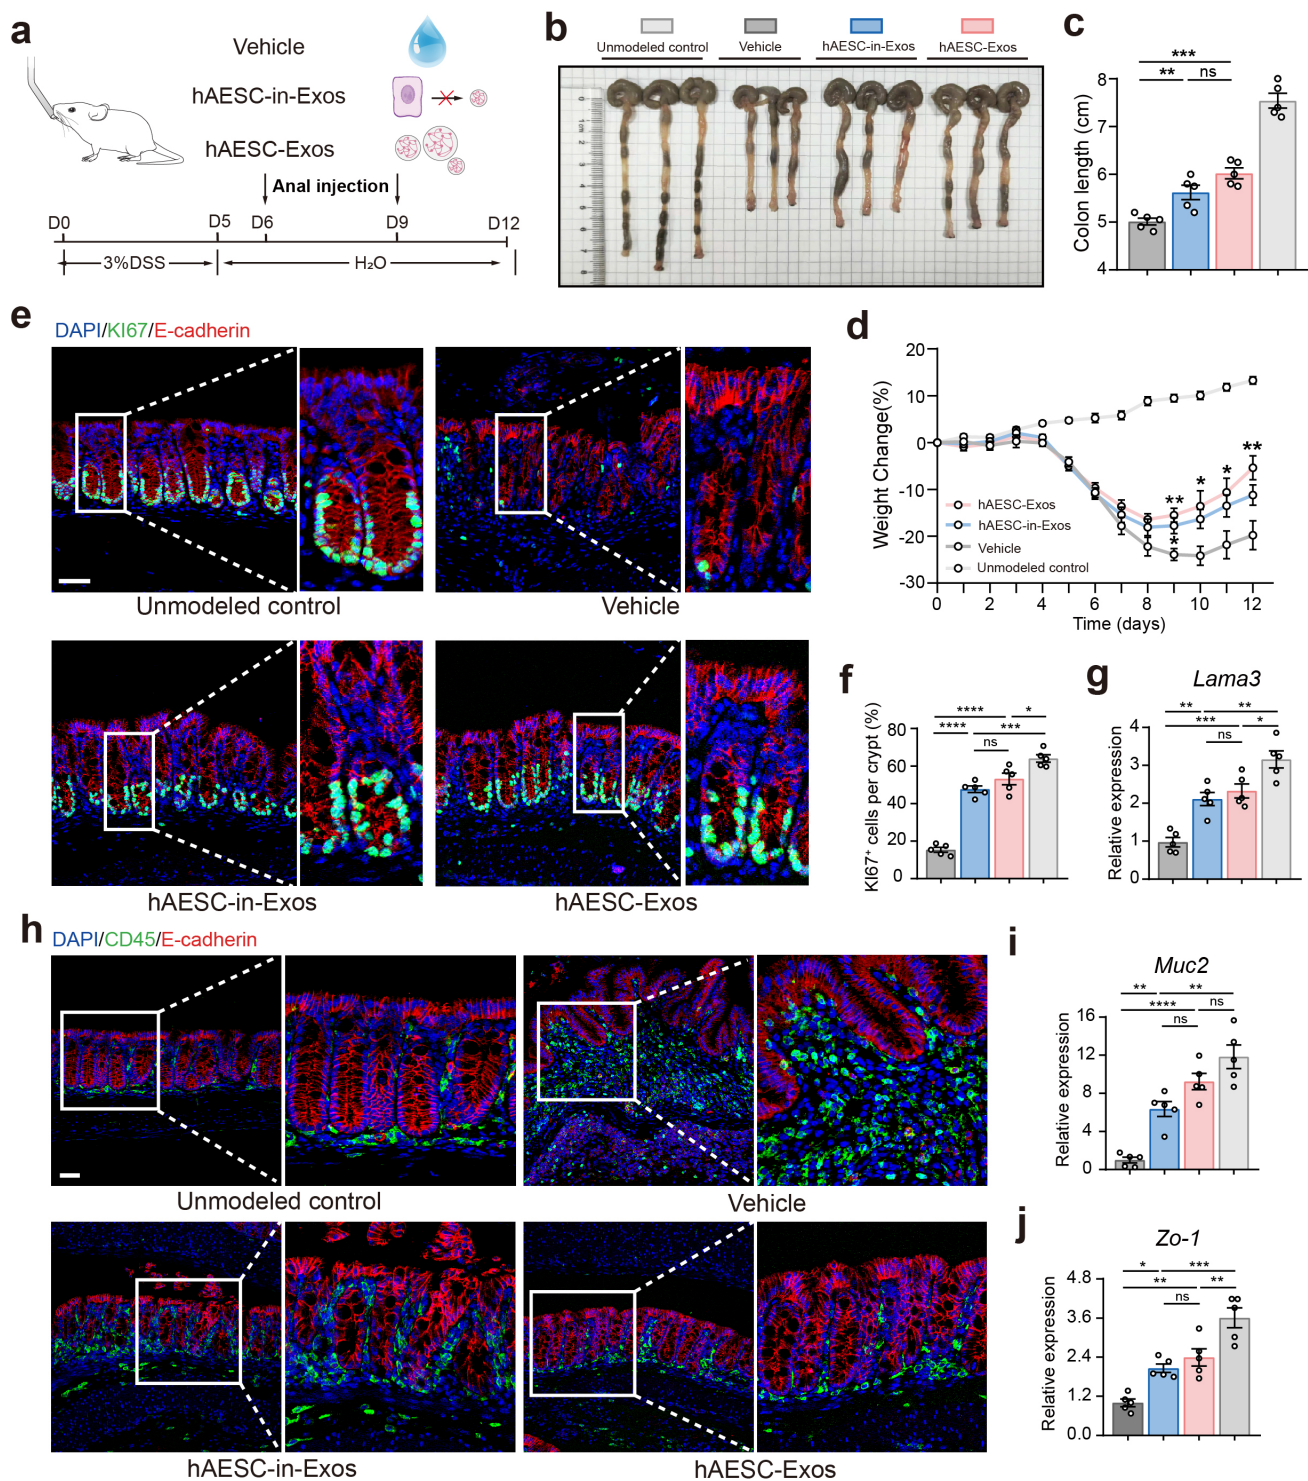 a
Vehicle
hAESC-in-Exos
hAESC-Exos
Anal injection
D0
D5
D6
D9
D12
3%DSS
H₂O
b
Unmodeled control
Vehicle
hAESC-in-Exos
hAESC-Exos
c
***
**
ns
Colon length (cm)
8
7
6
5
4
d
Weight Change(%)
20
10
0
-10
-20
-30
**
*
*
*
**
hAESC-Exos
hAESC-in-Exos
Vehicle
Unmodeled control
0
2
4
6
8
10
12
Time (days)
e
DAPI/KI67/E-cadherin
Unmodeled control
Vehicle
hAESC-in-Exos
hAESC-Exos
f
****
*
****
***
ns
KI67⁺ cells per crypt (%)
80
60
40
20
0
g
Lama3
**
**
***
*
ns
Relative expression
4
3
2
1
0
h
DAPI/CD45/E-cadherin
Unmodeled control
Vehicle
hAESC-in-Exos
hAESC-Exos
i
Muc2
**
**
****
ns
ns
Relative expression
16
12
8
4
0
j
Zo-1
*
***
**
**
ns
Relative expression
4.8
3.6
2.4
1.2
0.0